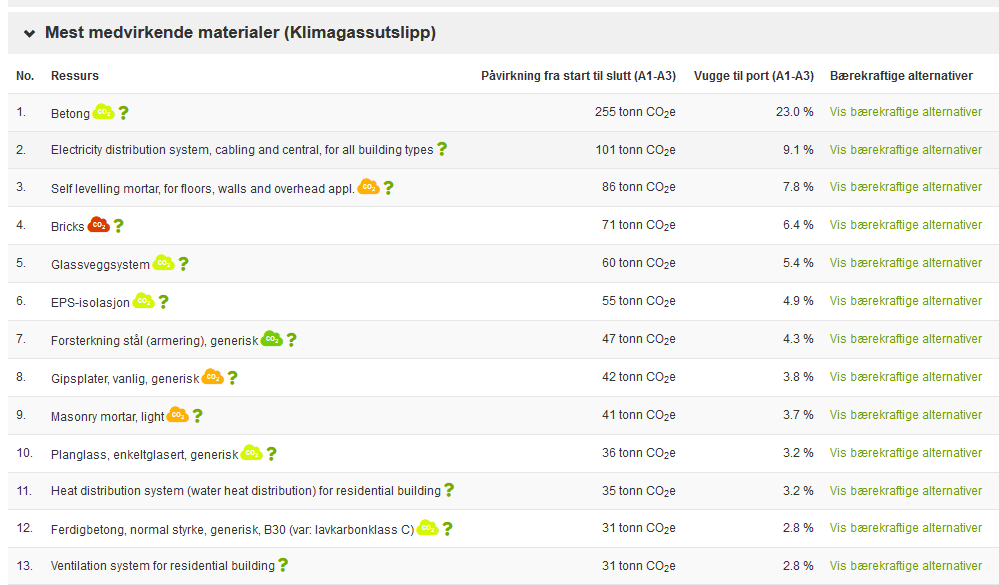 Mest medvirkende materialer (Klimagassutslipp)
No. Ressurs Påvirkning fra start til slutt (A1-A3) Vugge til port (A1-A3) Bærekraftige alternativer
1. Betong CO2 ? 255 tonn CO2e 23.0 % Vis bærekraftige alternativer
2. Electricity distribution system, cabling and central, for all building types ? 101 tonn CO2e 9.1 % Vis bærekraftige alternativer
3. Self levelling mortar, for floors, walls and overhead appl. CO2 ? 86 tonn CO2e 7.8 % Vis bærekraftige alternativer
4. Bricks CO2 ? 71 tonn CO2e 6.4 % Vis bærekraftige alternativer
5. Glassveggsystem CO2 ? 60 tonn CO2e 5.4 % Vis bærekraftige alternativer
6. EPS-isolasjon CO2 ? 55 tonn CO2e 4.9 % Vis bærekraftige alternativer
7. Forsterkning stål (armering), generisk CO2 ? 47 tonn CO2e 4.3 % Vis bærekraftige alternativer
8. Gipsplater, vanlig, generisk CO2 ? 42 tonn CO2e 3.8 % Vis bærekraftige alternativer
9. Masonry mortar, light CO2 ? 41 tonn CO2e 3.7 % Vis bærekraftige alternativer
10. Planglass, enkeltglasert, generisk CO2 ? 36 tonn CO2e 3.2 % Vis bærekraftige alternativer
11. Heat distribution system (water heat distribution) for residential building ? 35 tonn CO2e 3.2 % Vis bærekraftige alternativer
12. Ferdigbetong, normal styrke, generisk, B30 (var: lavkarbonklass C) CO2 ? 31 tonn CO2e 2.8 % Vis bærekraftige alternativer
13. Ventilation system for residential building ? 31 tonn CO2e 2.8 % Vis bærekraftige alternativer